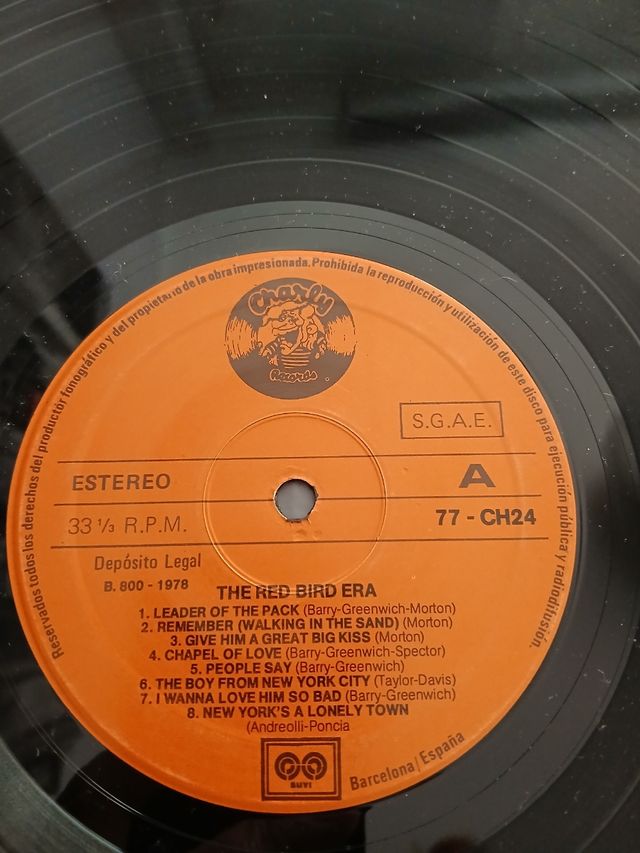 Reservados todos los derechos del productor fonográfico y del propietario de la obra impresionada. Prohibida la reproducción y utilización de este disco para ejecución pública y radiodifusión.
Charly
Records
S.G.A.E.
ESTEREO
A
33 1/3 R.P.M.
77 - CH24
Depósito Legal
B. 800 - 1978
THE RED BIRD ERA
1. LEADER OF THE PACK (Barry-Greenwich-Morton)
2. REMEMBER (WALKING IN THE SAND) (Morton)
3. GIVE HIM A GREAT BIG KISS (Morton)
4. CHAPEL OF LOVE (Barry-Greenwich-Spector)
5. PEOPLE SAY (Barry-Greenwich)
6. THE BOY FROM NEW YORK CITY (Taylor-Davis)
7. I WANNA LOVE HIM SO BAD (Barry-Greenwich)
8. NEW YORK'S A LONELY TOWN
(Andreolli-Poncia
Barcelona/España